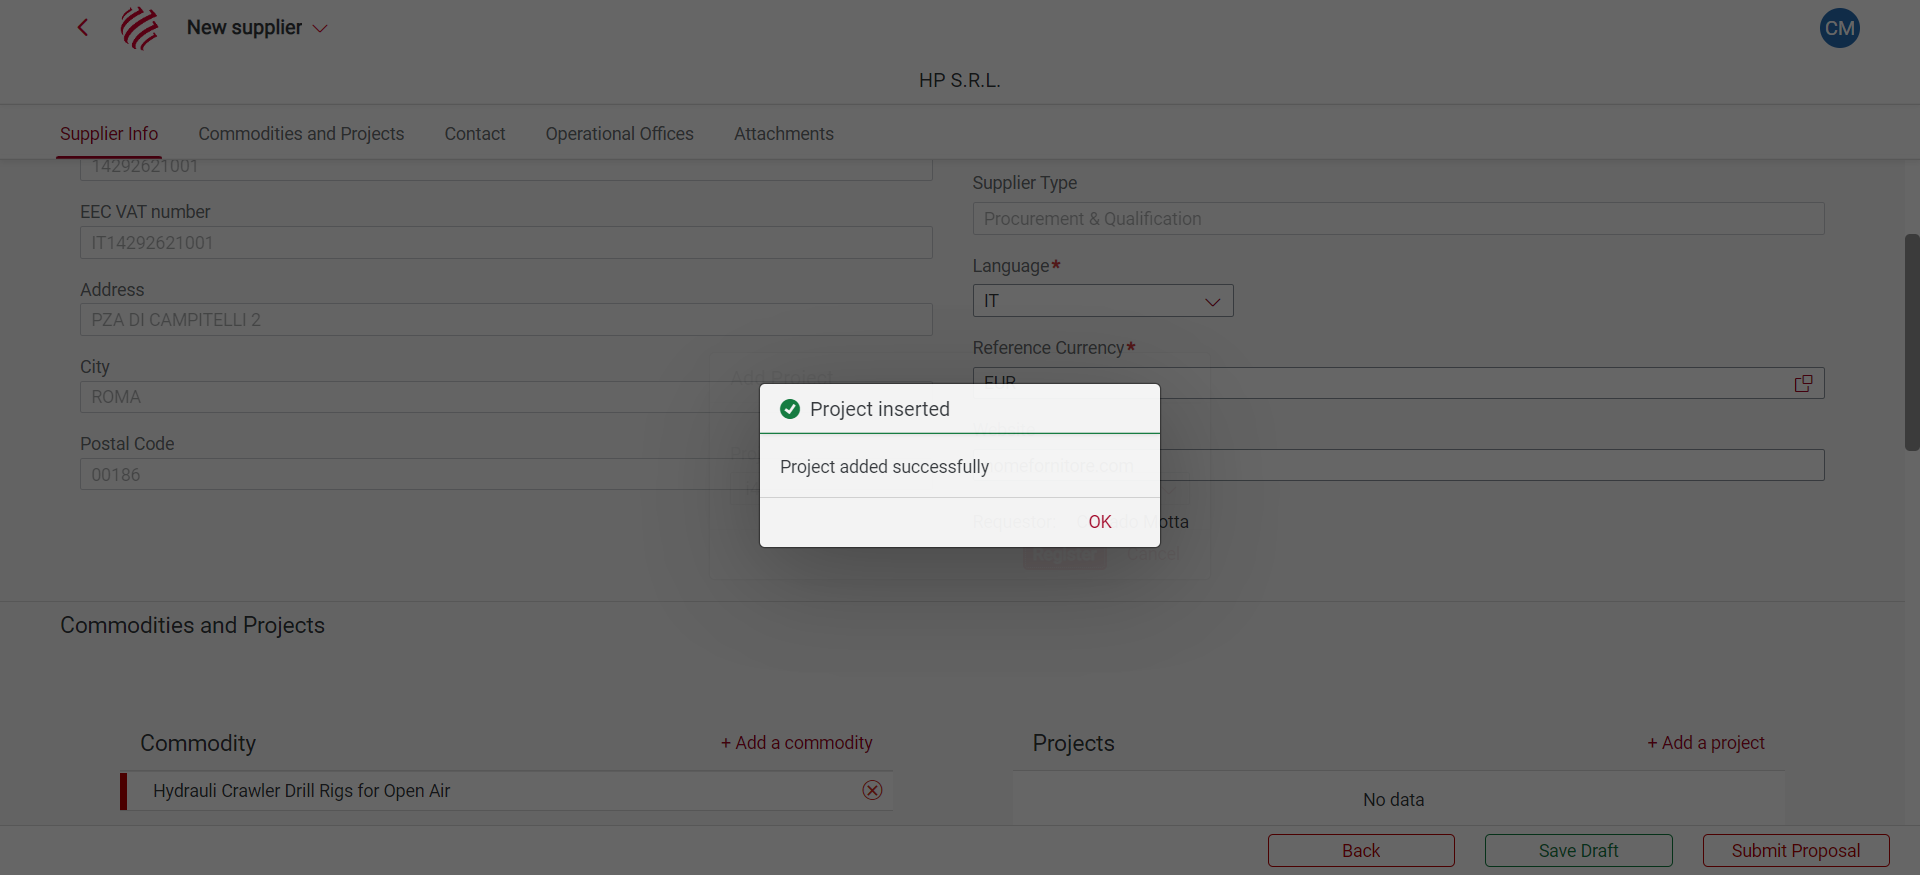 New supplier
CM
HP S.R.L.
Supplier Info
Commodities and Projects
Contact
Operational Offices
Attachments
14292621001
EEC VAT number
IT14292621001
Address
PZA DI CAMPITELLI 2
City
ROMA
Postal Code
00186
Supplier Type
Procurement & Qualification
Language*
IT
Reference Currency*
EUR
Add Project
Project inserted
Project added successfully
OK
Cancel
Commodities and Projects
Commodity
+ Add a commodity
Hydrauli Crawler Drill Rigs for Open Air
Projects
+ Add a project
No data
Back
Save Draft
Submit Proposal